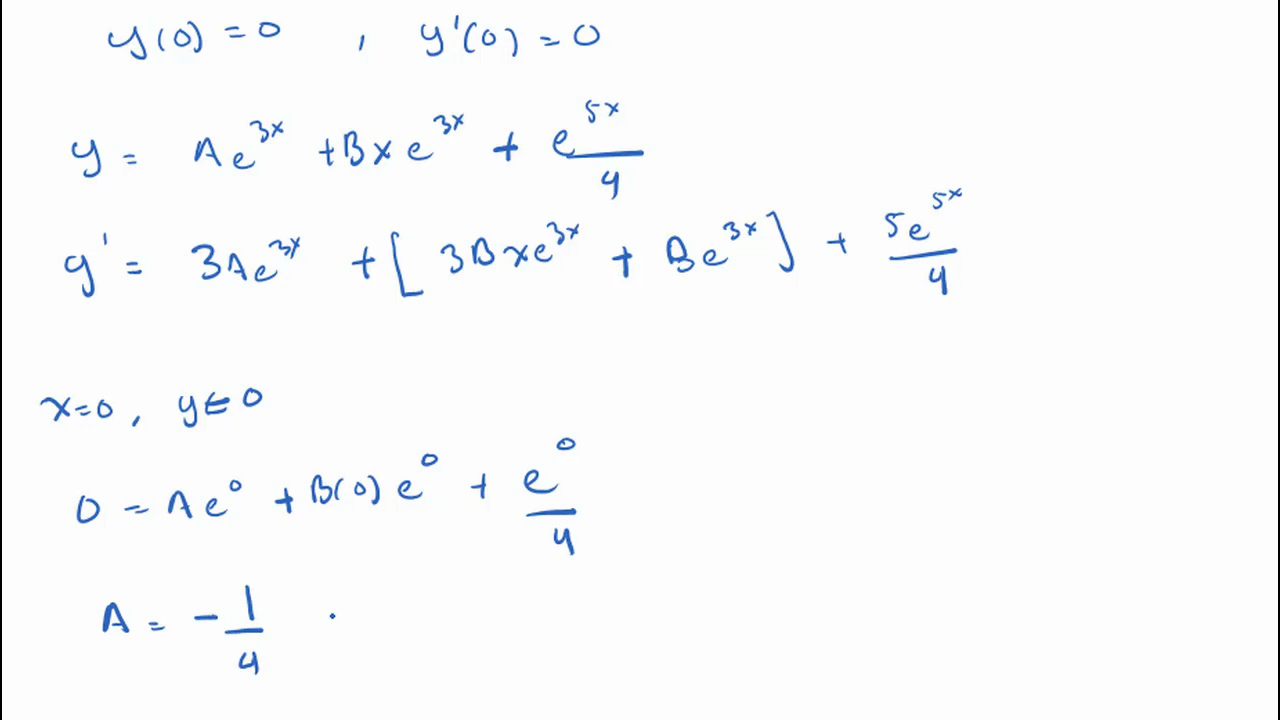 y(0) = 0 , y'(0) = 0
y = Ae^{3x} + Bxe^{3x} + e^{5x}/4
y' = 3Ae^{3x} + [3Bxe^{3x} + Be^{3x}] + 5e^{5x}/4
x=0, y=0
0 = Ae^0 + B(0)e^0 + e^0/4
A = -1/4